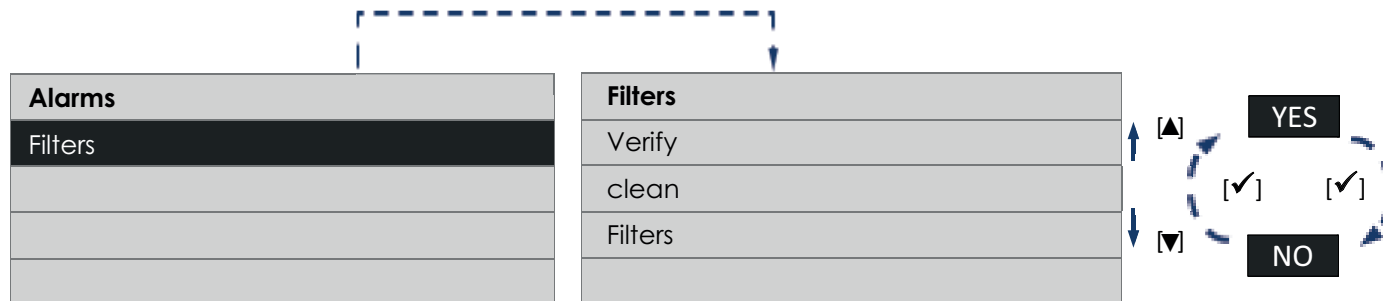 Alarms
Filters
Filters
Verify
clean
Filters
[▲]
[▼]
YES
[✓] [✓]
NO